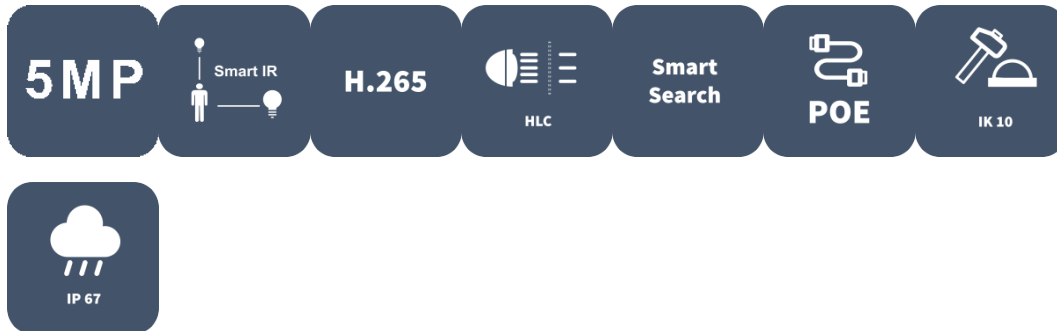 5MP
Smart IR
H.265
HLC
Smart
Search
POE
IK 10
IP 67